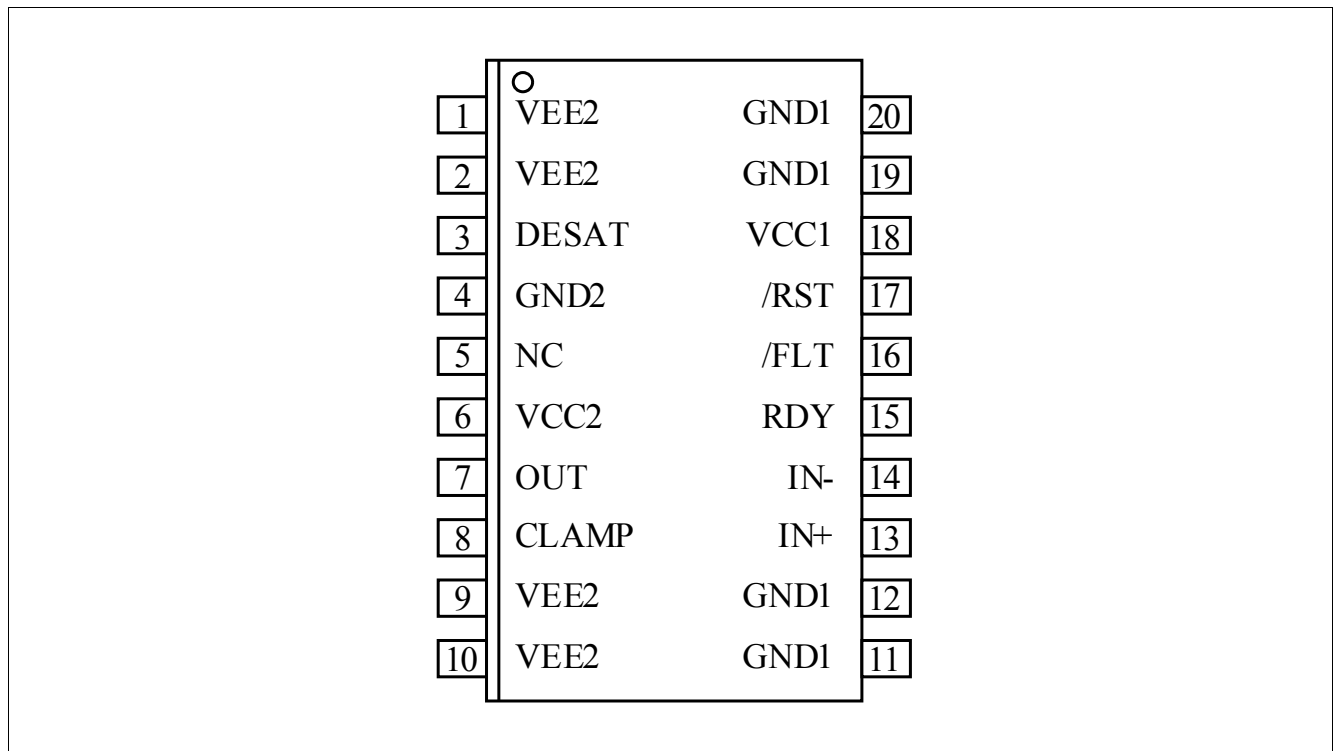 1 VEE2 GND1 20
2 VEE2 GND1 19
3 DESAT VCC1 18
4 GND2 /RST 17
5 NC /FLT 16
6 VCC2 RDY 15
7 OUT IN- 14
8 CLAMP IN+ 13
9 VEE2 GND1 12
10 VEE2 GND1 11